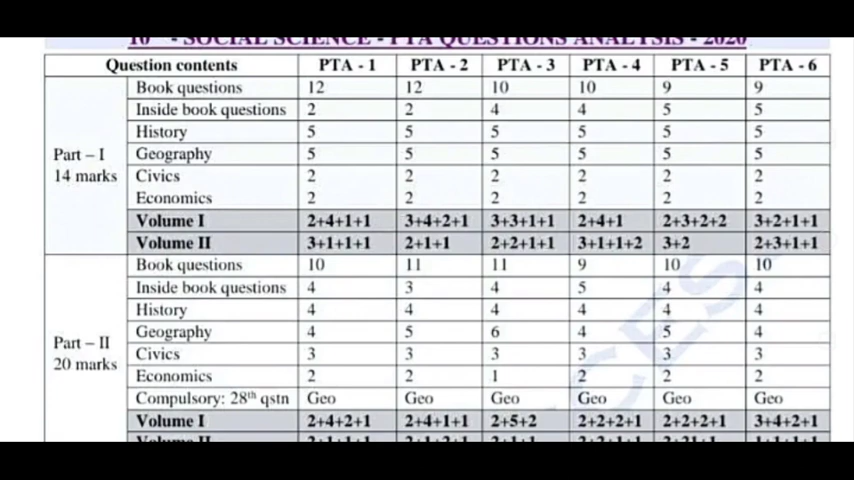 10th - SOCIAL SCIENCE - PTA QUESTIONS ANALYSIS - 2020
Question contents PTA - 1 PTA - 2 PTA - 3 PTA - 4 PTA - 5 PTA - 6
Book questions 12 12 10 10 9 9
Inside book questions 2 2 4 4 5 5
History 5 5 5 5 5 5
Part – I Geography 5 5 5 5 5 5
14 marks Civics 2 2 2 2 2 2
Economics 2 2 2 2 2 2
Volume I 2+4+1+1 3+4+2+1 3+3+1+1 2+4+1 2+3+2+2 3+2+1+1
Volume II 3+1+1+1 2+1+1 2+2+1+1 3+1+1+2 3+2 2+3+1+1
Book questions 10 11 11 9 10 10
Inside book questions 4 3 4 5 4 4
History 4 4 4 4 4 4
Part – II Geography 4 5 6 4 5 4
20 marks Civics 3 3 3 3 3 3
Economics 2 2 1 2 2 2
Compulsory: 28th qstn Geo Geo Geo Geo Geo Geo
Volume I 2+4+2+1 2+4+1+1 2+5+2 2+2+2+1 2+2+2+1 3+4+2+1
Volume II